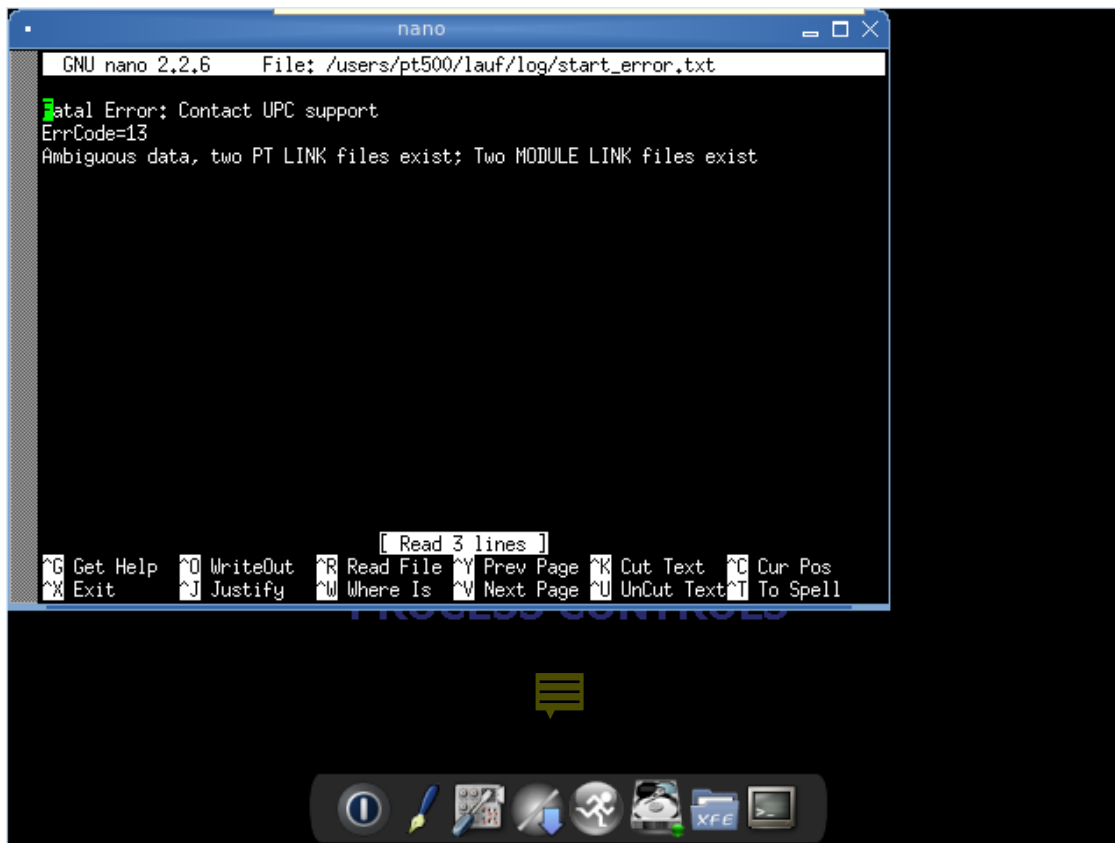 nano
GNU nano 2.2.6 File: /users/pt500/lauf/log/start_error.txt
Fatal Error: Contact UPC support
ErrCode=13
Ambiguous data, two PT LINK files exist; Two MODULE LINK files exist
[ Read 3 lines ]
^G Get Help ^O WriteOut ^R Read File ^Y Prev Page ^K Cut Text ^C Cur Pos
^X Exit ^J Justify ^W Where Is ^V Next Page ^U UnCut Text ^T To Spell
PROCESS CONTROLS
XFE